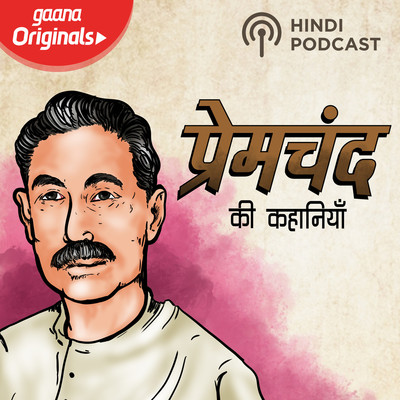 gaana
Originals
HINDI
PODCAST
प्रेमचंद
की कहानियाँ